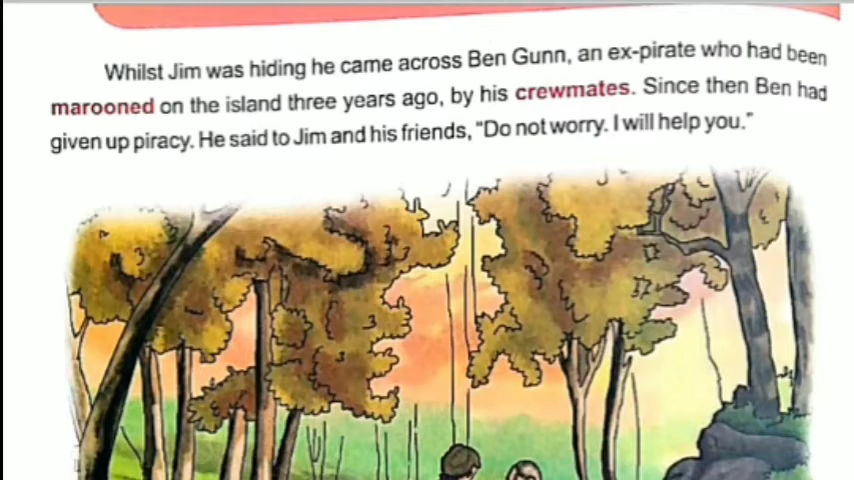 Whilst Jim was hiding he came across Ben Gunn, an ex-pirate who had been
marooned on the island three years ago, by his crewmates. Since then Ben had
given up piracy. He said to Jim and his friends, “Do not worry. I will help you.”